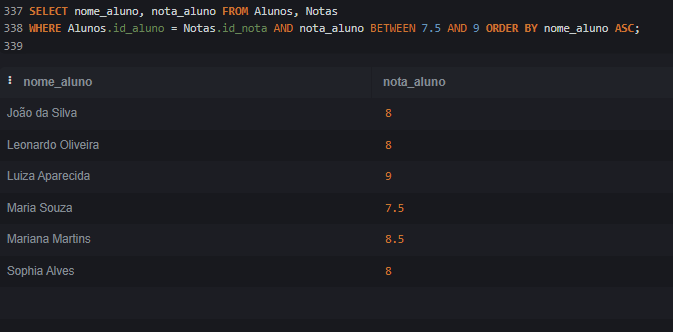 337 SELECT nome_aluno, nota_aluno FROM Alunos, Notas
338 WHERE Alunos.id_aluno = Notas.id_nota AND nota_aluno BETWEEN 7.5 AND 9 ORDER BY nome_aluno ASC;
339
nome_aluno nota_aluno
João da Silva 8
Leonardo Oliveira 8
Luiza Aparecida 9
Maria Souza 7.5
Mariana Martins 8.5
Sophia Alves 8